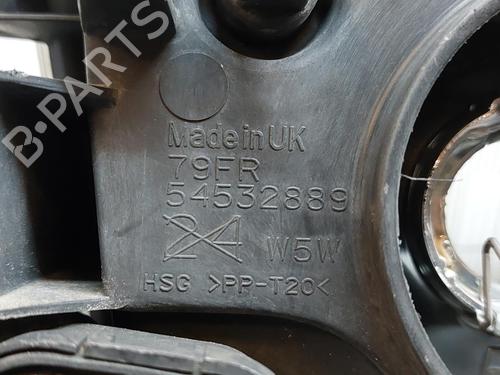 B-PARTS
Made in UK
79FR
54532889
24 W5W
HSG >PP-T20<